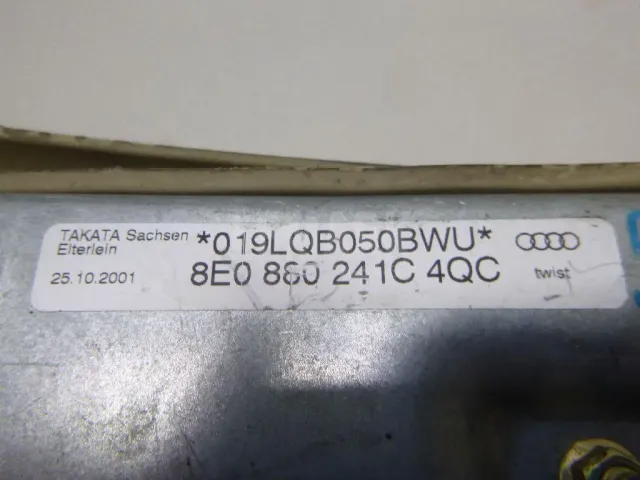 TAKATA Sachsen
Elterlein
25.10.2001
*019LQB050BWU*
8E0 880 241C 4QC
twist